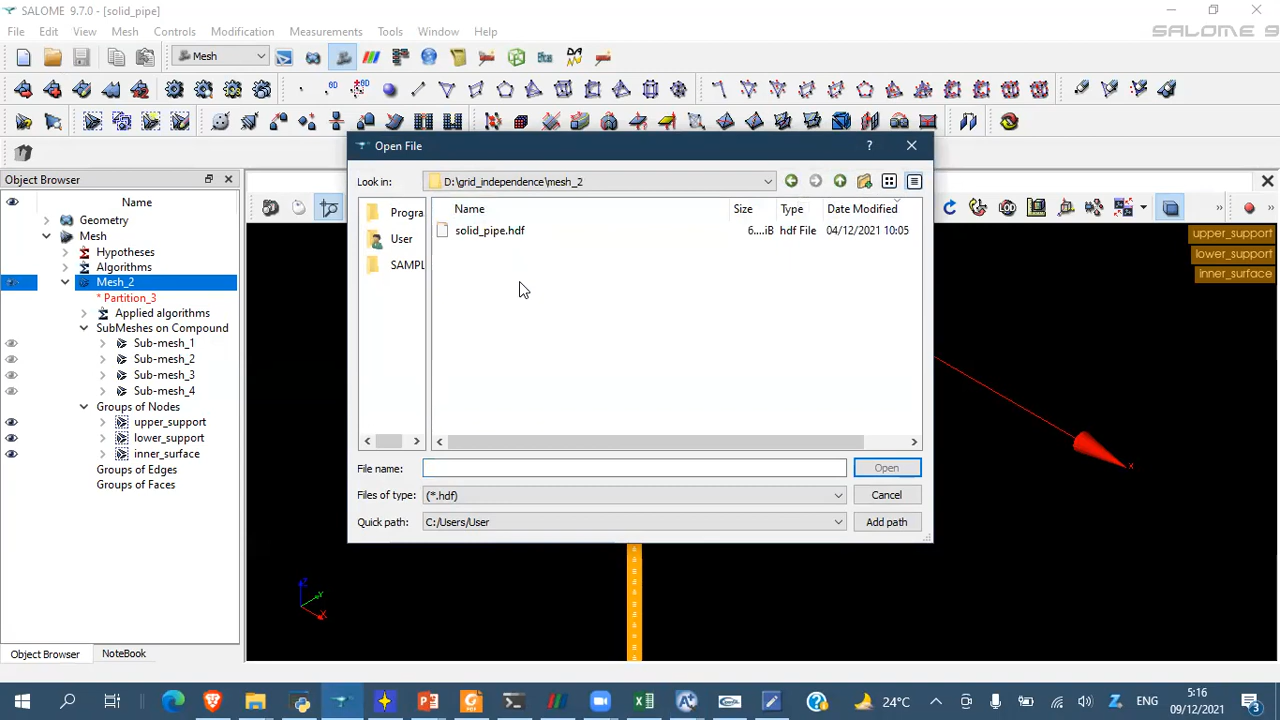 SALOME 9.7.0 - [solid_pipe]
File Edit View Mesh Controls Modification Measurements Tools Window Help
SALOME 9
Mesh
Object Browser
Name
Geometry
Mesh
Hypotheses
Algorithms
Mesh_2
* Partition_3
Applied algorithms
SubMeshes on Compound
Sub-mesh_1
Sub-mesh_2
Sub-mesh_3
Sub-mesh_4
Groups of Nodes
upper_support
lower_support
inner_surface
Groups of Edges
Groups of Faces
Object Browser NoteBook
Open File
Look in: D:\grid_independence\mesh_2
Progra
User
SAMPL
Name Size Type Date Modified
solid_pipe.hdf 6....iB hdf File 04/12/2021 10:05
File name: Open
Files of type: (*.hdf) Cancel
Quick path: C:/Users/User Add path
upper_support
lower_support
inner_surface
X
Z
Y
X
24°C ENG 5:16
09/12/2021
3